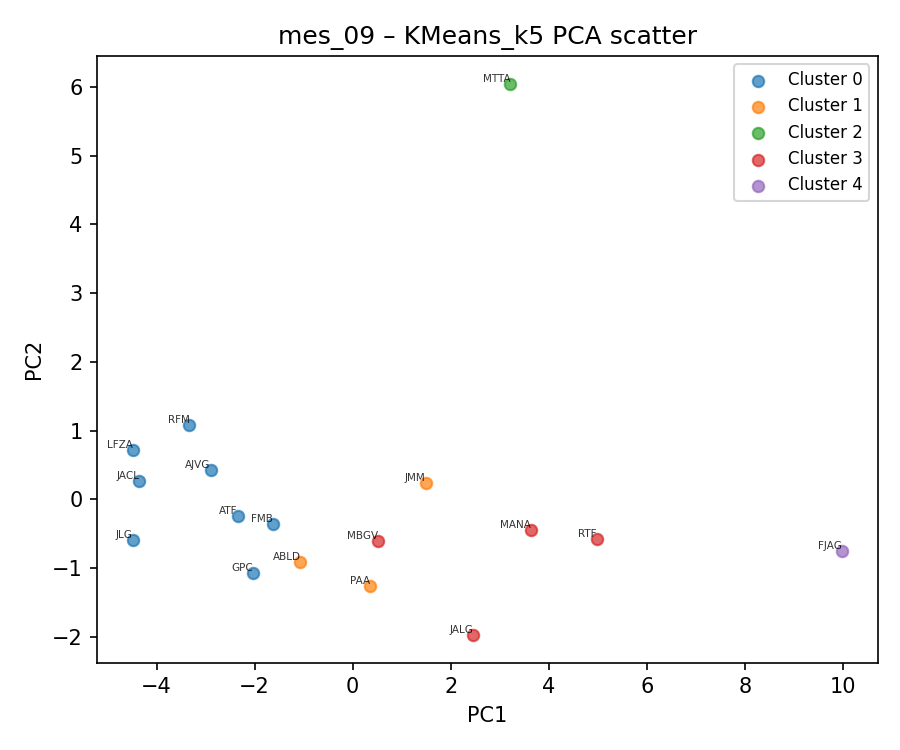 mes_09 – KMeans_k5 PCA scatter
MTTA
Cluster 0
Cluster 1
Cluster 2
Cluster 3
Cluster 4
6
5
4
3
2
1
0
−1
−2
PC2
RFM
LFZA
AJVG
JACL
JMM
ATF
FMB
MANA
JLG
MBGV
RTF
FJAG
ABLD
GPC
PAA
JALG
−4
−2
0
2
4
6
8
10
PC1